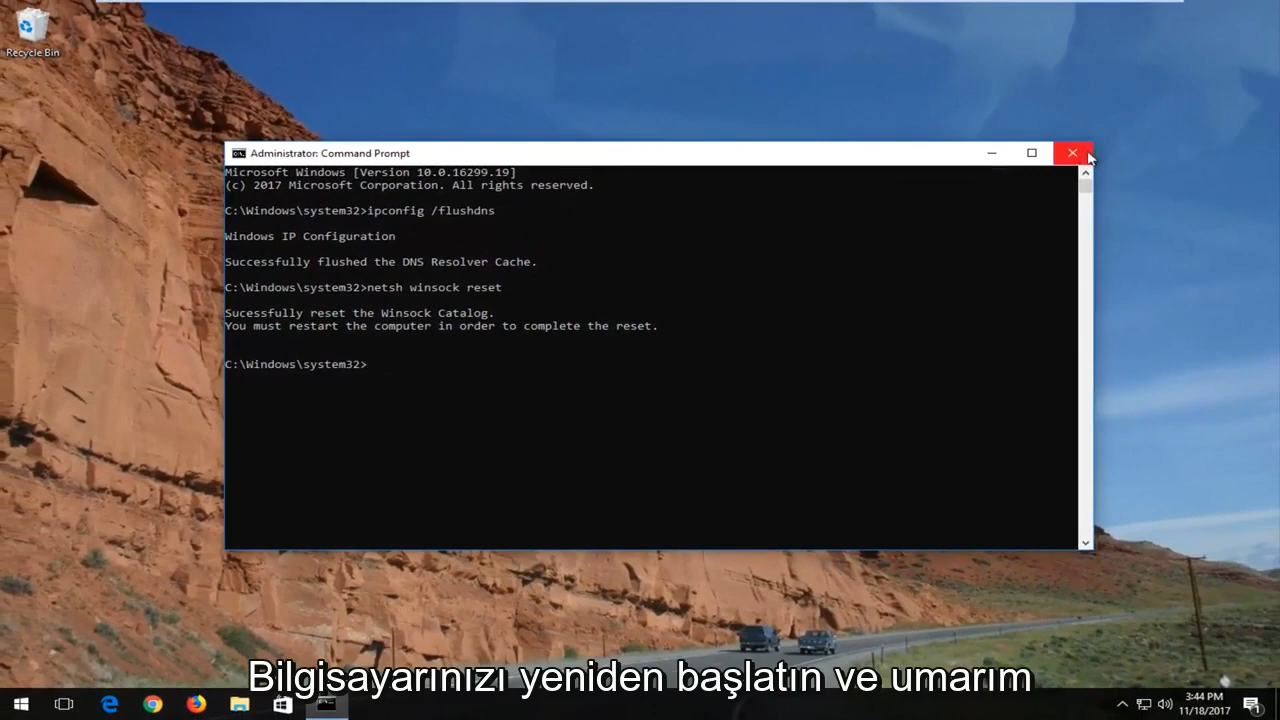 Recycle Bin
Administrator: Command Prompt
Microsoft Windows [Version 10.0.16299.19]
(c) 2017 Microsoft Corporation. All rights reserved.
C:\Windows\system32>ipconfig /flushdns
Windows IP Configuration
Successfully flushed the DNS Resolver Cache.
C:\Windows\system32>netsh winsock reset
Sucessfully reset the Winsock Catalog.
You must restart the computer in order to complete the reset.
C:\Windows\system32>
Bilgisayarınızı yeniden başlatın ve umarım
3:44 PM
11/18/2017
1